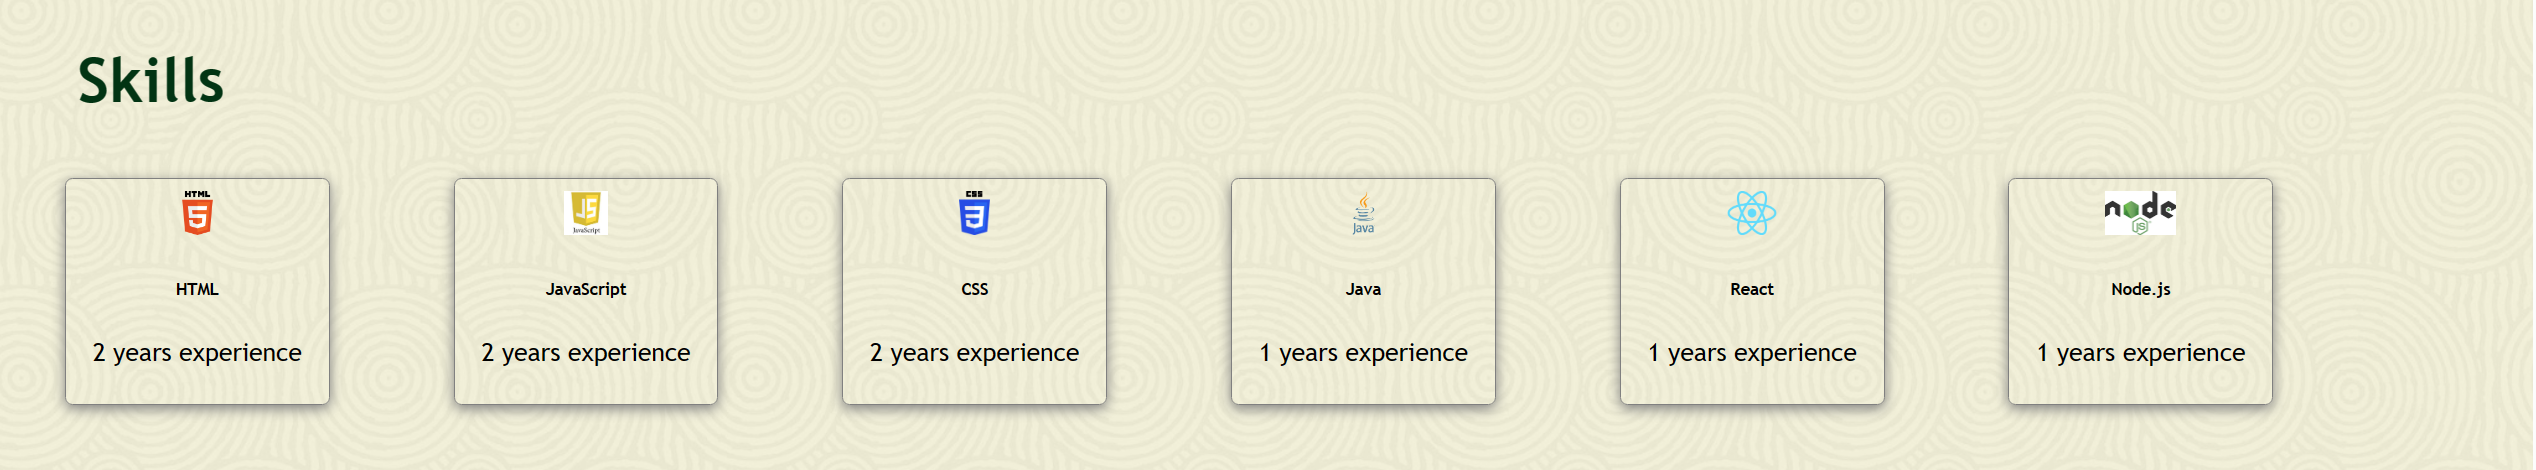 Skills
HTML
5
HTML
2 years experience
JS
JavaScript
JavaScript
2 years experience
CSS
3
CSS
2 years experience
Java
Java
1 years experience
React
1 years experience
node
JS
Node.js
1 years experience